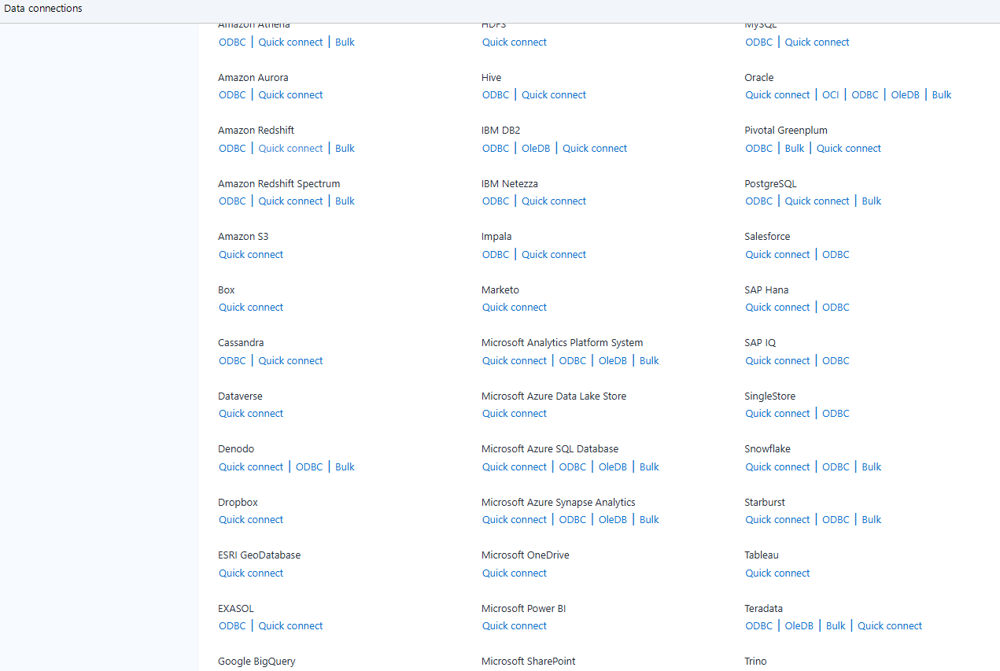 Data connections
Amazon Athena
ODBC | Quick connect | Bulk
Amazon Aurora
ODBC | Quick connect
Amazon Redshift
ODBC | Quick connect | Bulk
Amazon Redshift Spectrum
ODBC | Quick connect | Bulk
Amazon S3
Quick connect
Box
Quick connect
Cassandra
ODBC | Quick connect
Dataverse
Quick connect
Denodo
Quick connect | ODBC | Bulk
Dropbox
Quick connect
ESRI GeoDatabase
Quick connect
EXASOL
ODBC | Quick connect
Google BigQuery
HDFS
Quick connect
Hive
ODBC | Quick connect
IBM DB2
ODBC | OleDB | Quick connect
IBM Netezza
ODBC | Quick connect
Impala
ODBC | Quick connect
Marketo
Quick connect
Microsoft Analytics Platform System
Quick connect | ODBC | OleDB | Bulk
Microsoft Azure Data Lake Store
Quick connect
Microsoft Azure SQL Database
Quick connect | ODBC | OleDB | Bulk
Microsoft Azure Synapse Analytics
Quick connect | ODBC | OleDB | Bulk
Microsoft OneDrive
Quick connect
Microsoft Power BI
Quick connect
Microsoft SharePoint
MySQL
ODBC | Quick connect
Oracle
Quick connect | OCI | ODBC | OleDB | Bulk
Pivotal Greenplum
ODBC | Bulk | Quick connect
PostgreSQL
ODBC | Quick connect | Bulk
Salesforce
Quick connect | ODBC
SAP Hana
Quick connect | ODBC
SAP IQ
Quick connect | ODBC
SingleStore
Quick connect | ODBC
Snowflake
Quick connect | ODBC | Bulk
Starburst
Quick connect | ODBC | Bulk
Tableau
Quick connect
Teradata
ODBC | OleDB | Bulk | Quick connect
Trino